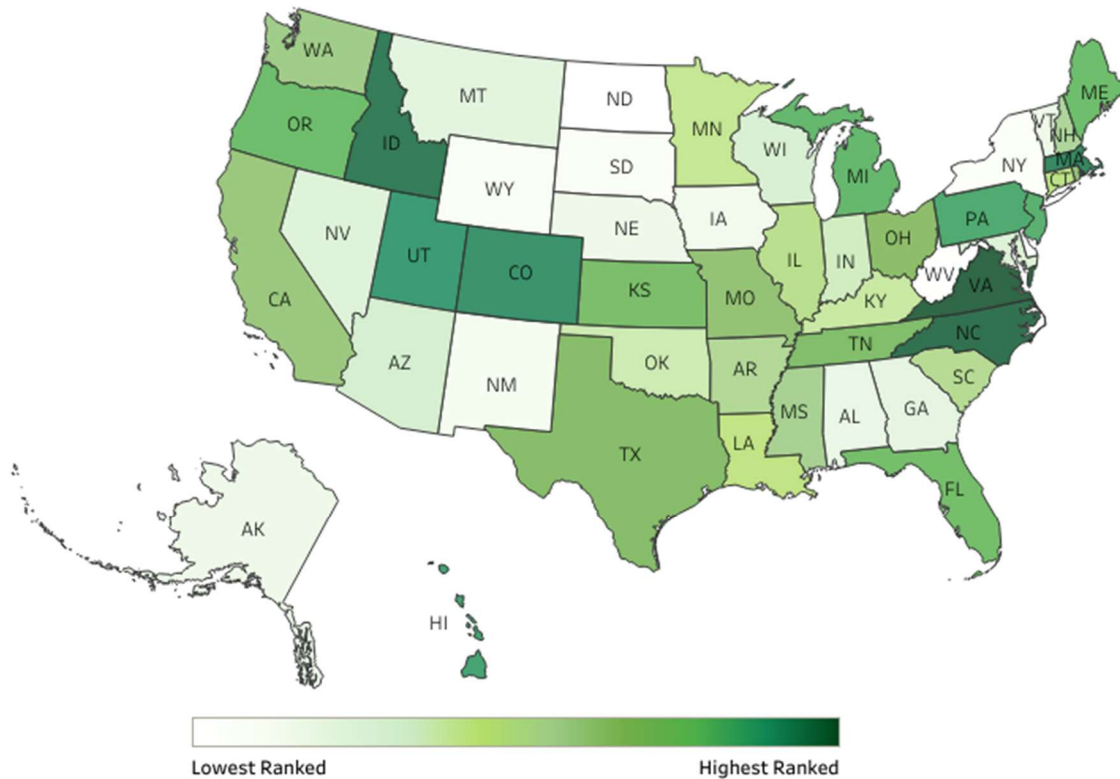 WA
MT
ND
MN
ME
OR
ID
SD
WI
VT
NH
MA
NY
CT
MI
WY
IA
PA
NV
NE
IL
IN
OH
UT
CO
KS
MO
WV
VA
KY
CA
AZ
NM
OK
AR
TN
NC
SC
MS
AL
GA
TX
LA
FL
AK
HI
Lowest Ranked
Highest Ranked